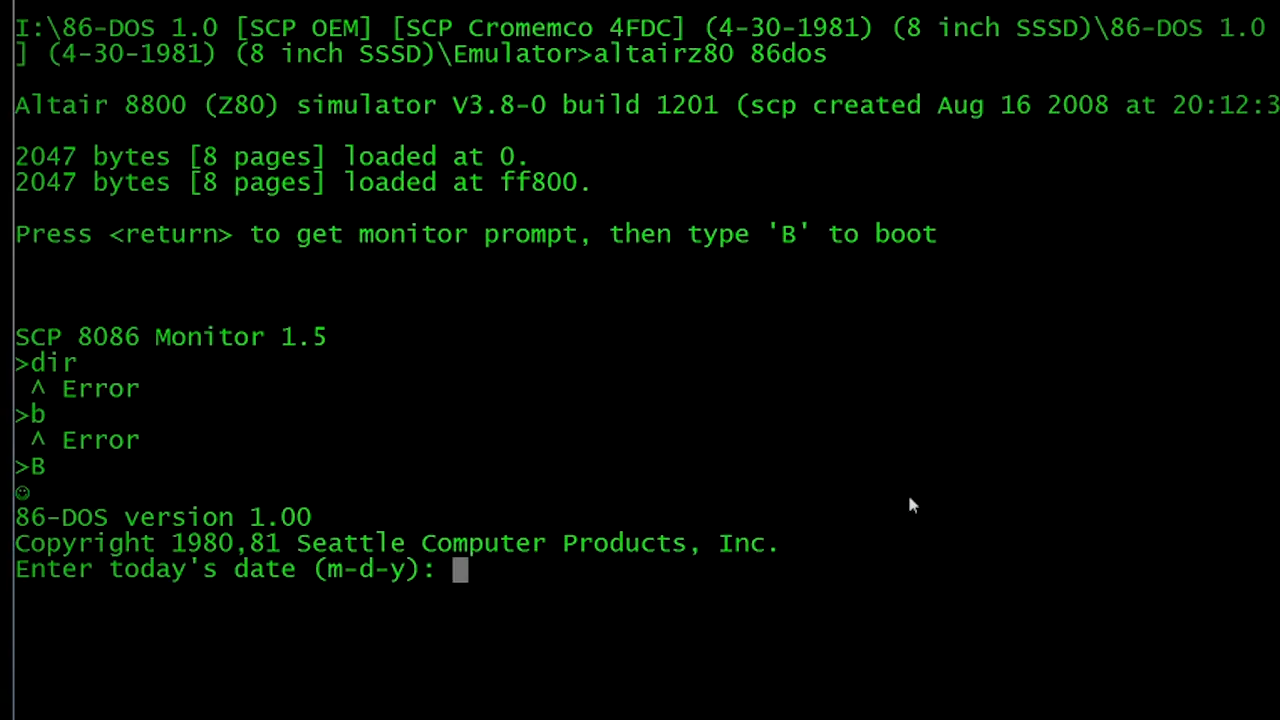 I:\86-DOS 1.0 [SCP OEM] [SCP Cromemco 4FDC] (4-30-1981) (8 inch SSSD)\86-DOS 1.0
] (4-30-1981) (8 inch SSSD)\Emulator>altairz80 86dos
Altair 8800 (Z80) simulator V3.8-0 build 1201 (scp created Aug 16 2008 at 20:12:3
2047 bytes [8 pages] loaded at 0.
2047 bytes [8 pages] loaded at ff800.
Press <return> to get monitor prompt, then type 'B' to boot
SCP 8086 Monitor 1.5
>dir
^ Error
>b
^ Error
>B
☺
86-DOS version 1.00
Copyright 1980,81 Seattle Computer Products, Inc.
Enter today's date (m-d-y):